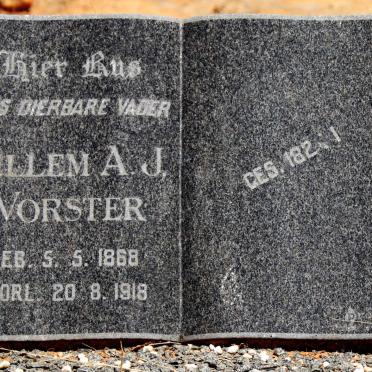 Hier Rus
S DIERBARE VADER
ILLEM A. J.
VORSTER
EB. 5. 5. 1868
ORL. 20. 8. 1918
GES. 182